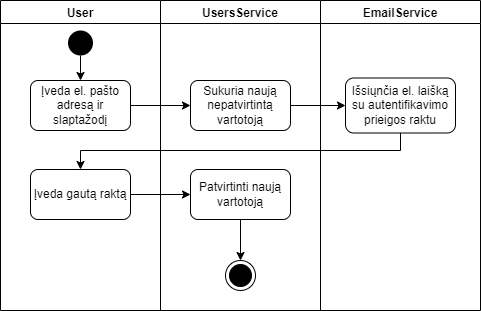 User
UsersService
EmailService
Įveda el. pašto
adresą ir
slaptažodį
Sukuria naują
nepatvirtintą
vartotoją
Išsiųnčia el. laišką
su autentifikavimo
prieigos raktu
Įveda gautą raktą
Patvirtinti naują
vartotoją